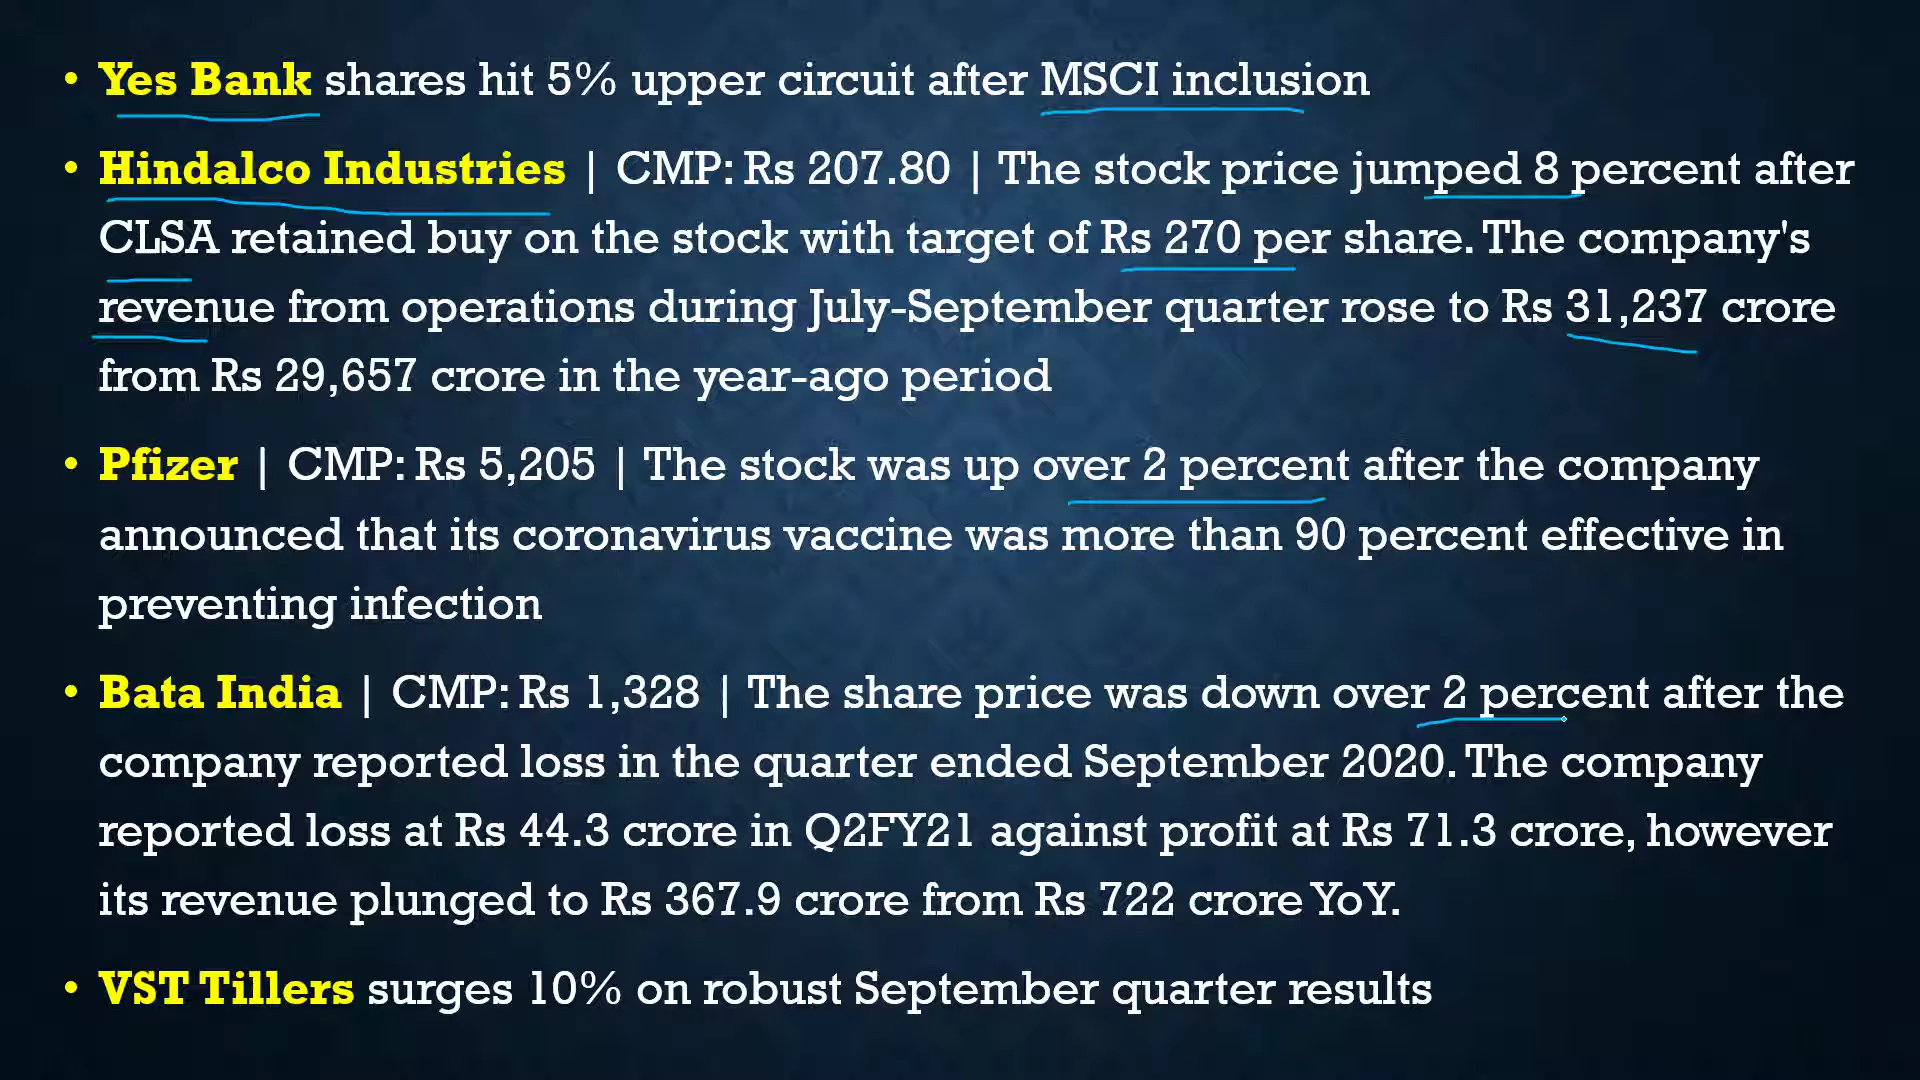 • Yes Bank shares hit 5% upper circuit after MSCI inclusion
• Hindalco Industries | CMP: Rs 207.80 | The stock price jumped 8 percent after
CLSA retained buy on the stock with target of Rs 270 per share. The company's
revenue from operations during July-September quarter rose to Rs 31,237 crore
from Rs 29,657 crore in the year-ago period
• Pfizer | CMP: Rs 5,205 | The stock was up over 2 percent after the company
announced that its coronavirus vaccine was more than 90 percent effective in
preventing infection
• Bata India | CMP: Rs 1,328 | The share price was down over 2 percent after the
company reported loss in the quarter ended September 2020. The company
reported loss at Rs 44.3 crore in Q2FY21 against profit at Rs 71.3 crore, however
its revenue plunged to Rs 367.9 crore from Rs 722 crore YoY.
• VST Tillers surges 10% on robust September quarter results